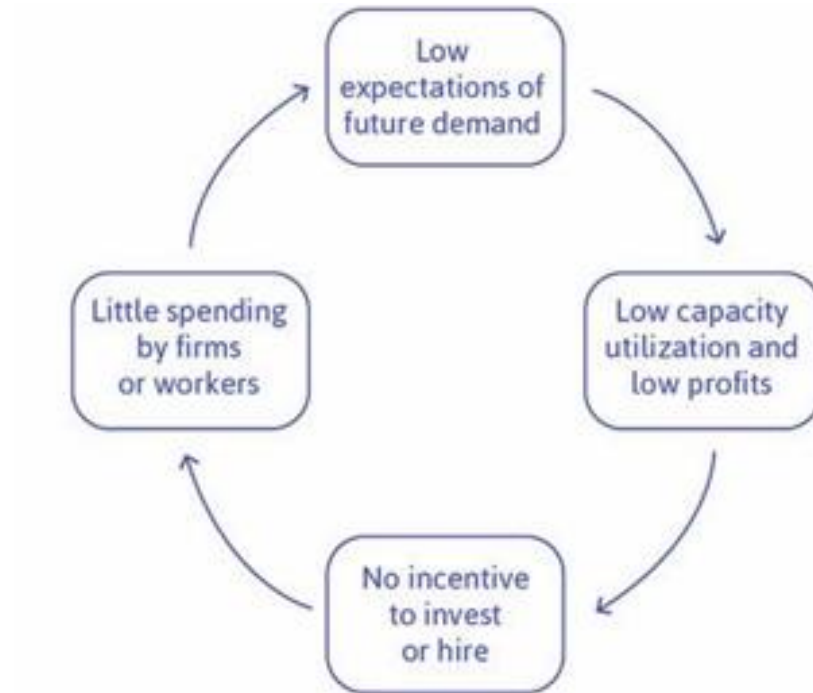 Low
expectations of
future demand
Low capacity
utilization and
low profits
No incentive
to invest
or hire
Little spending
by firms
or workers